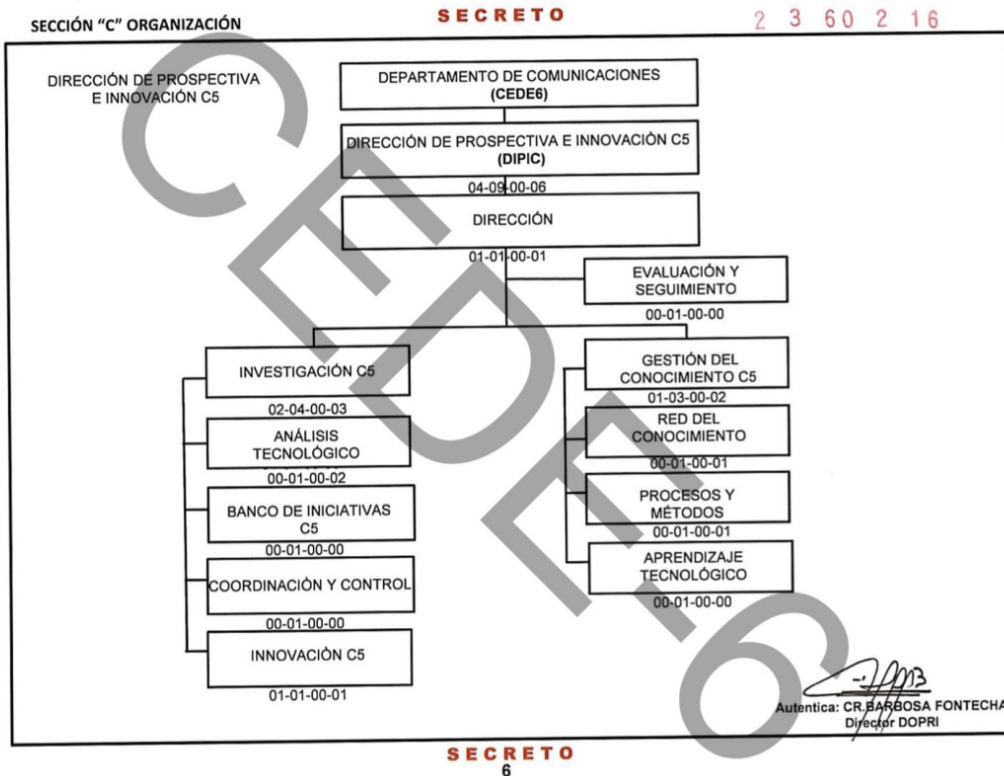 SECCIÓN “C” ORGANIZACIÓN
SECRETO
2 3 60 2 16
DIRECCIÓN DE PROSPECTIVA
E INNOVACIÓN C5
DEPARTAMENTO DE COMUNICACIONES
(CEDE6)
DIRECCIÓN DE PROSPECTIVA E INNOVACIÒN C5
(DIPIC)
04-09-00-06
DIRECCIÓN
01-01-00-01
EVALUACIÓN Y
SEGUIMIENTO
00-01-00-00
INVESTIGACIÓN C5
02-04-00-03
ANÁLISIS
TECNOLÓGICO
00-01-00-02
BANCO DE INICIATIVAS
C5
00-01-00-00
COORDINACIÓN Y CONTROL
00-01-00-00
INNOVACIÓN C5
01-01-00-01
GESTIÓN DEL
CONOCIMIENTO C5
01-03-00-02
RED DEL
CONOCIMIENTO
00-01-00-01
PROCESOS Y
MÉTODOS
00-01-00-01
APRENDIZAJE
TECNOLÓGICO
00-01-00-00
CEDE-6
Autentica: CR.BARBOSA FONTECHA
Director DOPRI
SECRETO
6